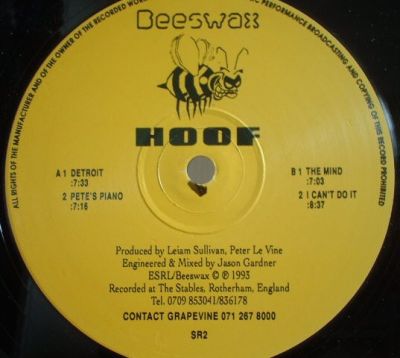 ALL RIGHTS OF THE MANUFACTURER AND OF THE OWNER OF THE RECORDED WORK
PERFORMANCE BROADCASTING AND COPYING OF THIS RECORD PROHIBITED
Beeswax
HOOF
A 1 DETROIT
:7:33
2 PETE'S PIANO
:7:16
B 1 THE MIND
:7:03
2 I CAN'T DO IT
:8:37
Produced by Leiam Sullivan, Peter Le Vine
Engineered & Mixed by Jason Gardner
ESRL/Beeswax © ℗ 1993
Recorded at The Stables, Rotherham, England
Tel. 0709 853041/836178
CONTACT GRAPEVINE 071 267 8000
SR2